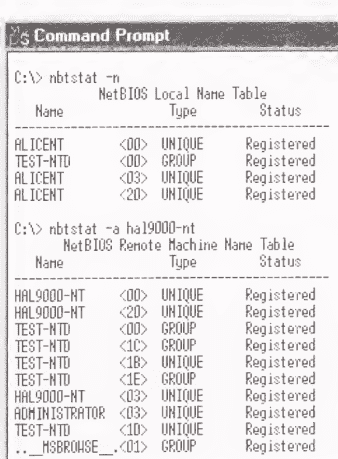 Command Prompt
C:\> nbtstat -n
NetBIOS Local Name Table
Name Type Status
---------------------------------------------
ALICENT <00> UNIQUE Registered
TEST-NTD <00> GROUP Registered
ALICENT <03> UNIQUE Registered
ALICENT <20> UNIQUE Registered
C:\> nbtstat -a hal9000-nt
NetBIOS Remote Machine Name Table
Name Type Status
---------------------------------------------
HAL9000-NT <00> UNIQUE Registered
HAL9000-NT <20> UNIQUE Registered
TEST-NTD <00> GROUP Registered
TEST-NTD <1C> GROUP Registered
TEST-NTD <1B> UNIQUE Registered
TEST-NTD <1E> GROUP Registered
HAL9000-NT <03> UNIQUE Registered
ADMINISTRATOR <03> UNIQUE Registered
TEST-NTD <1D> UNIQUE Registered
..__MSBROWSE__.<01> GROUP Registered